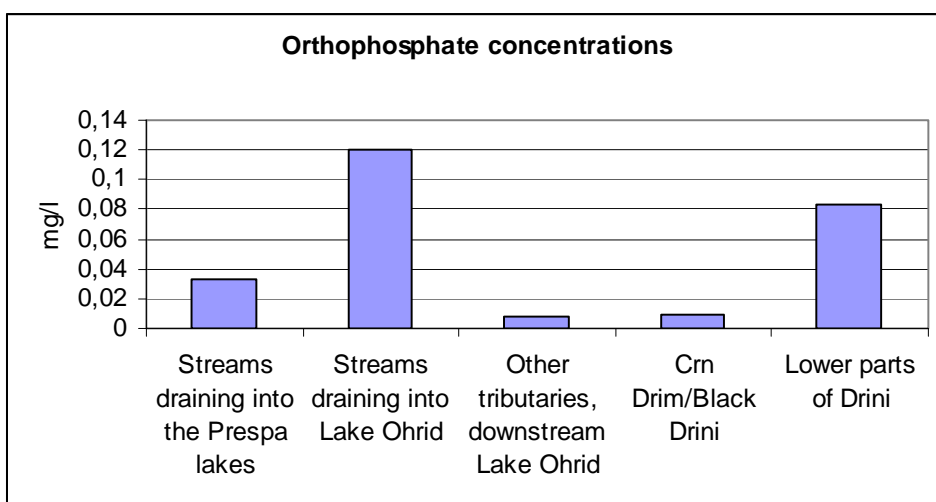 Orthophosphate concentrations
0,14
0,12
0,1
0,08
0,06
0,04
0,02
0
mg/l
Streams
draining into
the Prespa
lakes
Streams
draining into
Lake Ohrid
Other
tributaries,
downstream
Lake Ohrid
Crn
Drim/Black
Drini
Lower parts
of Drini